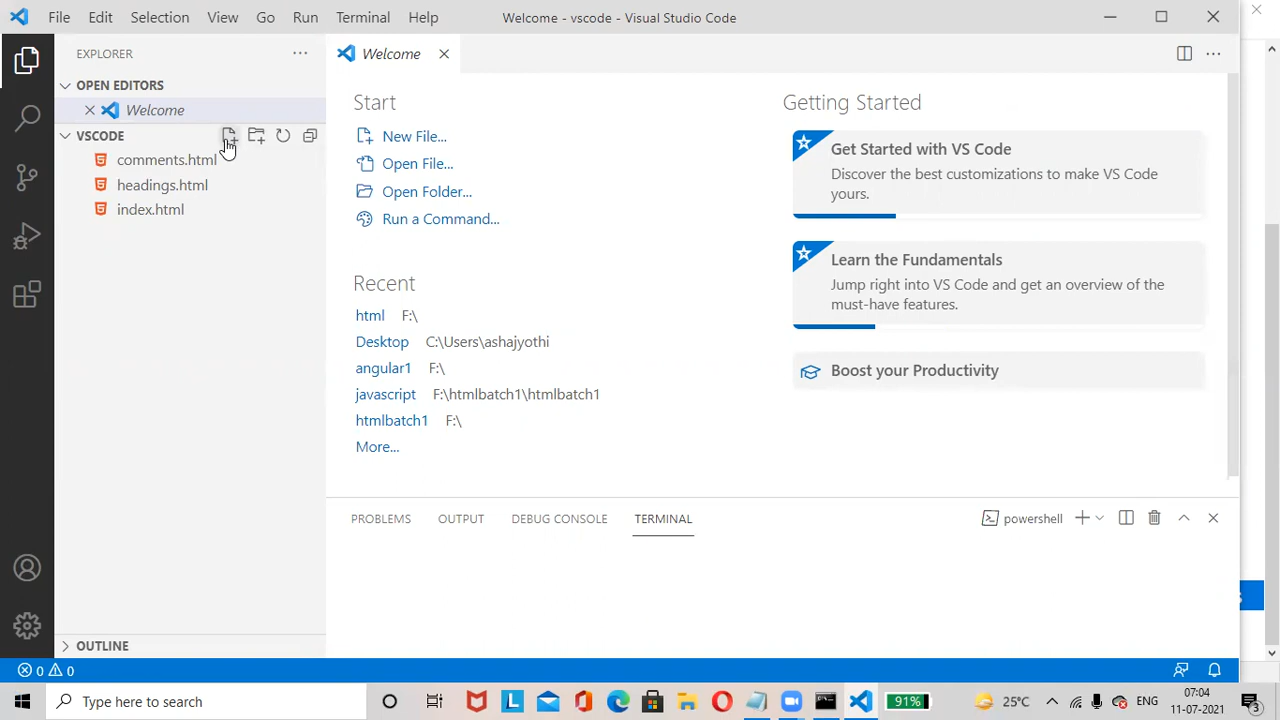 File Edit Selection View Go Run Terminal Help
Welcome - vscode - Visual Studio Code
EXPLORER
OPEN EDITORS
Welcome
VSCODE
comments.html
headings.html
index.html
OUTLINE
Welcome
Start
New File...
Open File...
Open Folder...
Run a Command...
Recent
html F:\
Desktop C:\Users\ashajyothi
angular1 F:\
javascript F:\htmlbatch1\htmlbatch1
htmlbatch1 F:\
More...
Getting Started
Get Started with VS Code
Discover the best customizations to make VS Code
yours.
Learn the Fundamentals
Jump right into VS Code and get an overview of the
must-have features.
Boost your Productivity
PROBLEMS OUTPUT DEBUG CONSOLE TERMINAL
powershell
0 0
Type here to search
91%
25°C
ENG
07:04
11-07-2021
3